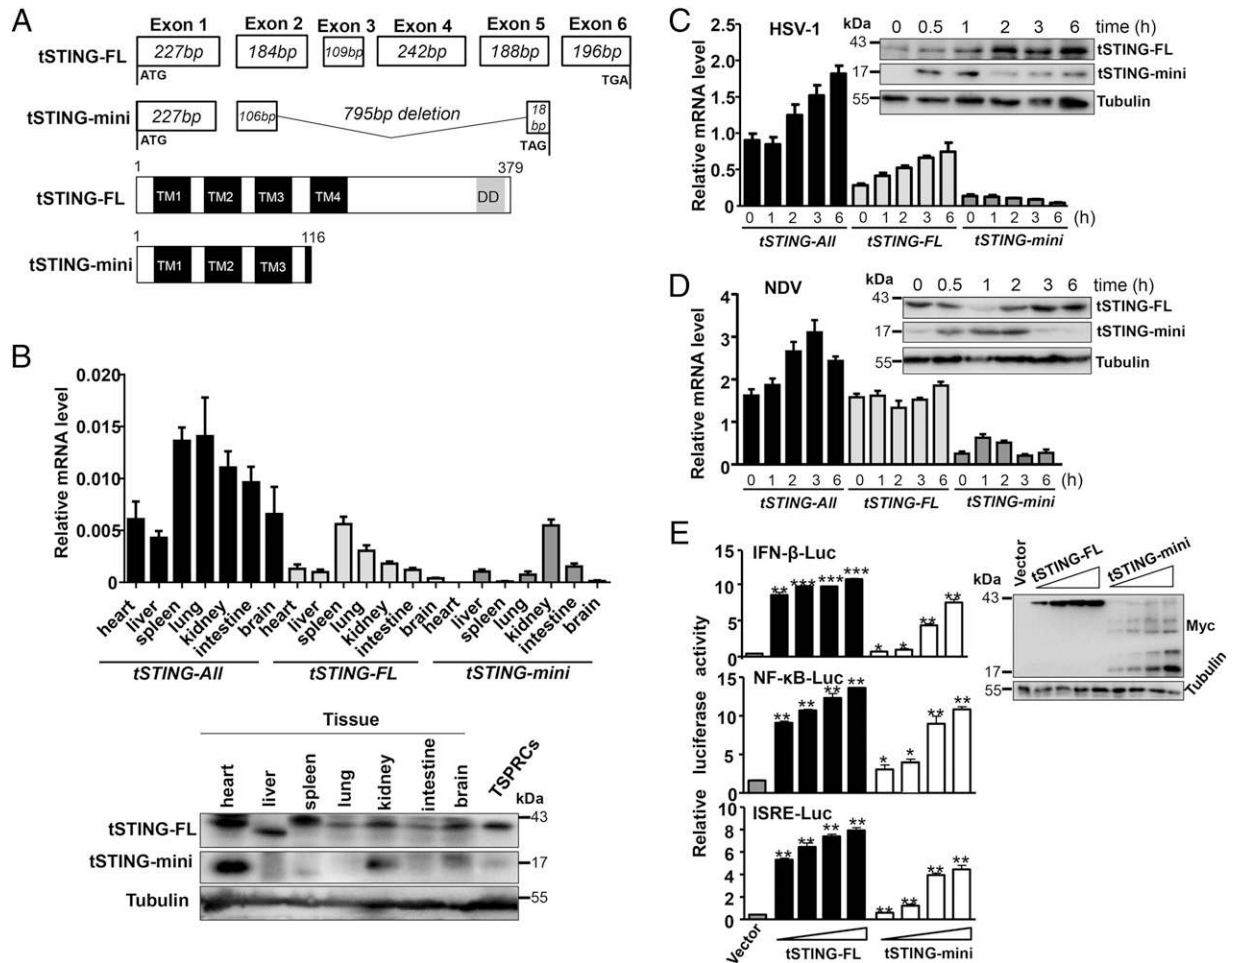 A
Exon 1 Exon 2 Exon 3 Exon 4 Exon 5 Exon 6
tSTING-FL 227bp 184bp 109bp 242bp 188bp 196bp
ATG TGA
tSTING-mini 227bp 106bp 795bp deletion 18 bp
ATG TAG
1 379
tSTING-FL TM1 TM2 TM3 TM4 DD
1 116
tSTING-mini TM1 TM2 TM3
B
Relative mRNA level
0.020
0.015
0.010
0.005
0
heart liver spleen lung kidney intestine brain heart liver spleen lung kidney intestine brain heart liver spleen lung kidney intestine brain
tSTING-All tSTING-FL tSTING-mini
Tissue
heart liver spleen lung kidney intestine brain TSPRCs
kDa
tSTING-FL 43
tSTING-mini 17
Tubulin 55
C
HSV-1
Relative mRNA level
2.5
2.0
1.5
1.0
0.5
0
kDa 0 0.5 1 2 3 6 time (h)
43 tSTING-FL
17 tSTING-mini
55 Tubulin
0 1 2 3 6 0 1 2 3 6 0 1 2 3 6 (h)
tSTING-All tSTING-FL tSTING-mini
D
NDV
Relative mRNA level
4
3
2
1
0
kDa 0 0.5 1 2 3 6 time (h)
43 tSTING-FL
17 tSTING-mini
55 Tubulin
0 1 2 3 6 0 1 2 3 6 0 1 2 3 6 (h)
tSTING-All tSTING-FL tSTING-mini
E
Relative luciferase activity
IFN-β-Luc
15
10
5
0
** *** *** *** * * ** **
NF-κB-Luc
15
10
5
0
** ** ** ** * * ** **
ISRE-Luc
10
8
6
4
2
0
** ** ** ** ** ** ** **
Vector tSTING-FL tSTING-mini
Vector tSTING-FL tSTING-mini
kDa
43
Myc
17
55 Tubulin